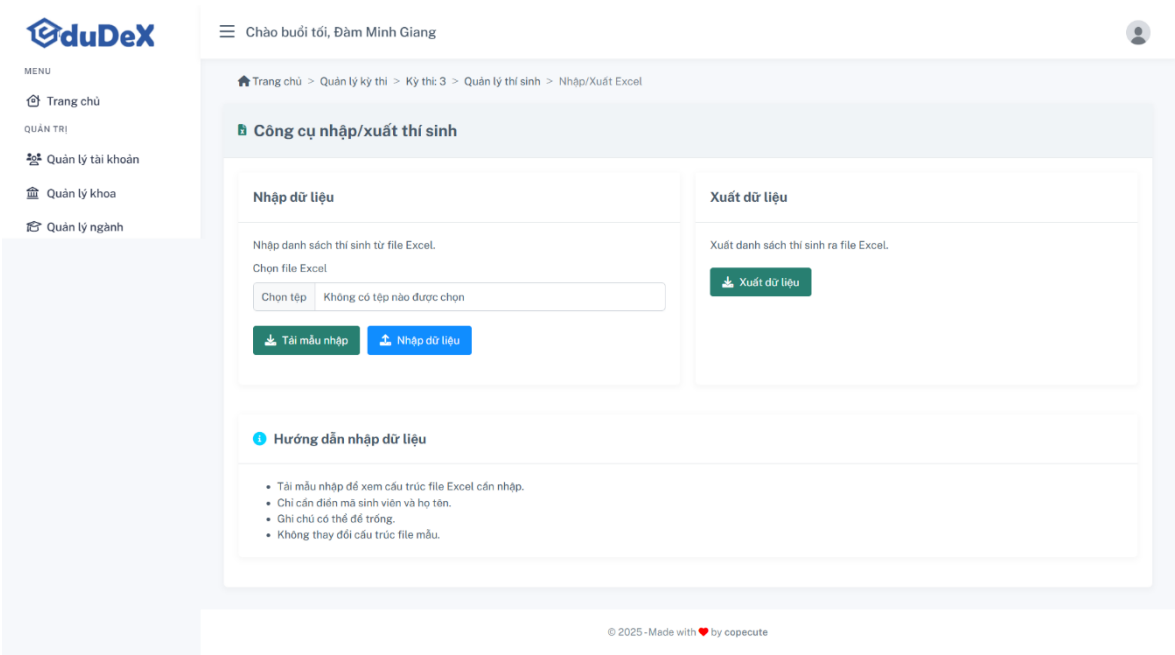 EduDeX
Chào buổi tối, Đàm Minh Giang
MENU
Trang chủ
QUẢN TRỊ
Quản lý tài khoản
Quản lý khoa
Quản lý ngành
Trang chủ > Quản lý kỳ thi > Kỳ thi: 3 > Quản lý thí sinh > Nhập/Xuất Excel
Công cụ nhập/xuất thí sinh
Nhập dữ liệu
Nhập danh sách thí sinh từ file Excel.
Chọn file Excel
Chọn tệp Không có tệp nào được chọn
Tải mẫu nhập Nhập dữ liệu
Xuất dữ liệu
Xuất danh sách thí sinh ra file Excel.
Xuất dữ liệu
Hướng dẫn nhập dữ liệu
• Tải mẫu nhập để xem cấu trúc file Excel cần nhập.
• Chỉ cần điền mã sinh viên và họ tên.
• Ghi chú có thể để trống.
• Không thay đổi cấu trúc file mẫu.
© 2025 - Made with ❤ by copecute